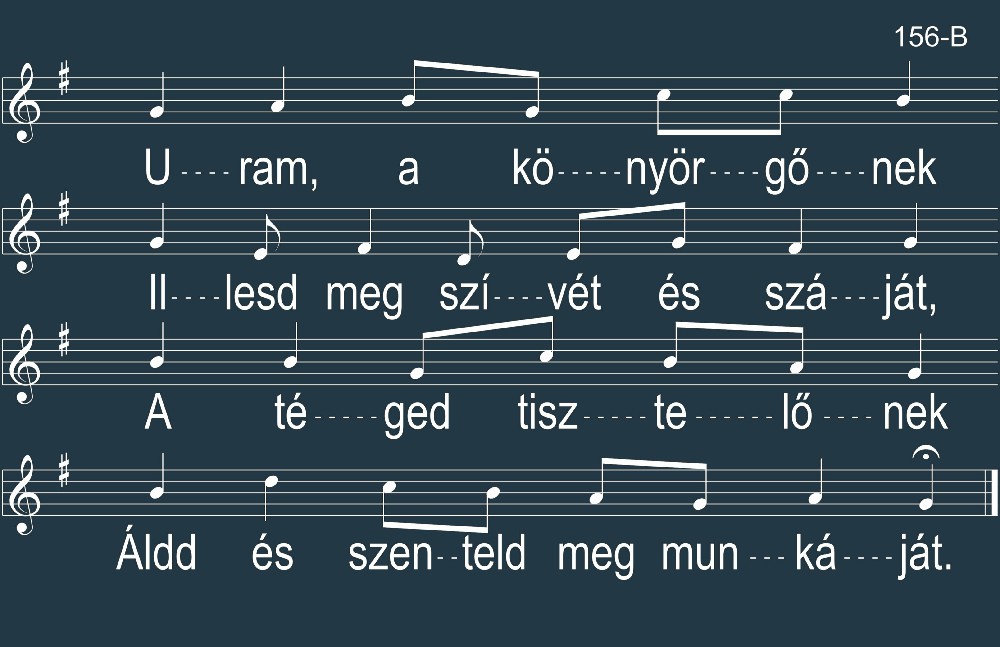 156-B
U----ram, a kö-----nyör----gő----nek
Il----lesd meg szí----vét és szá----ját,
A té-----ged tisz-----te------lő----nek
Áldd és szen--teld meg mun---ká----ját.